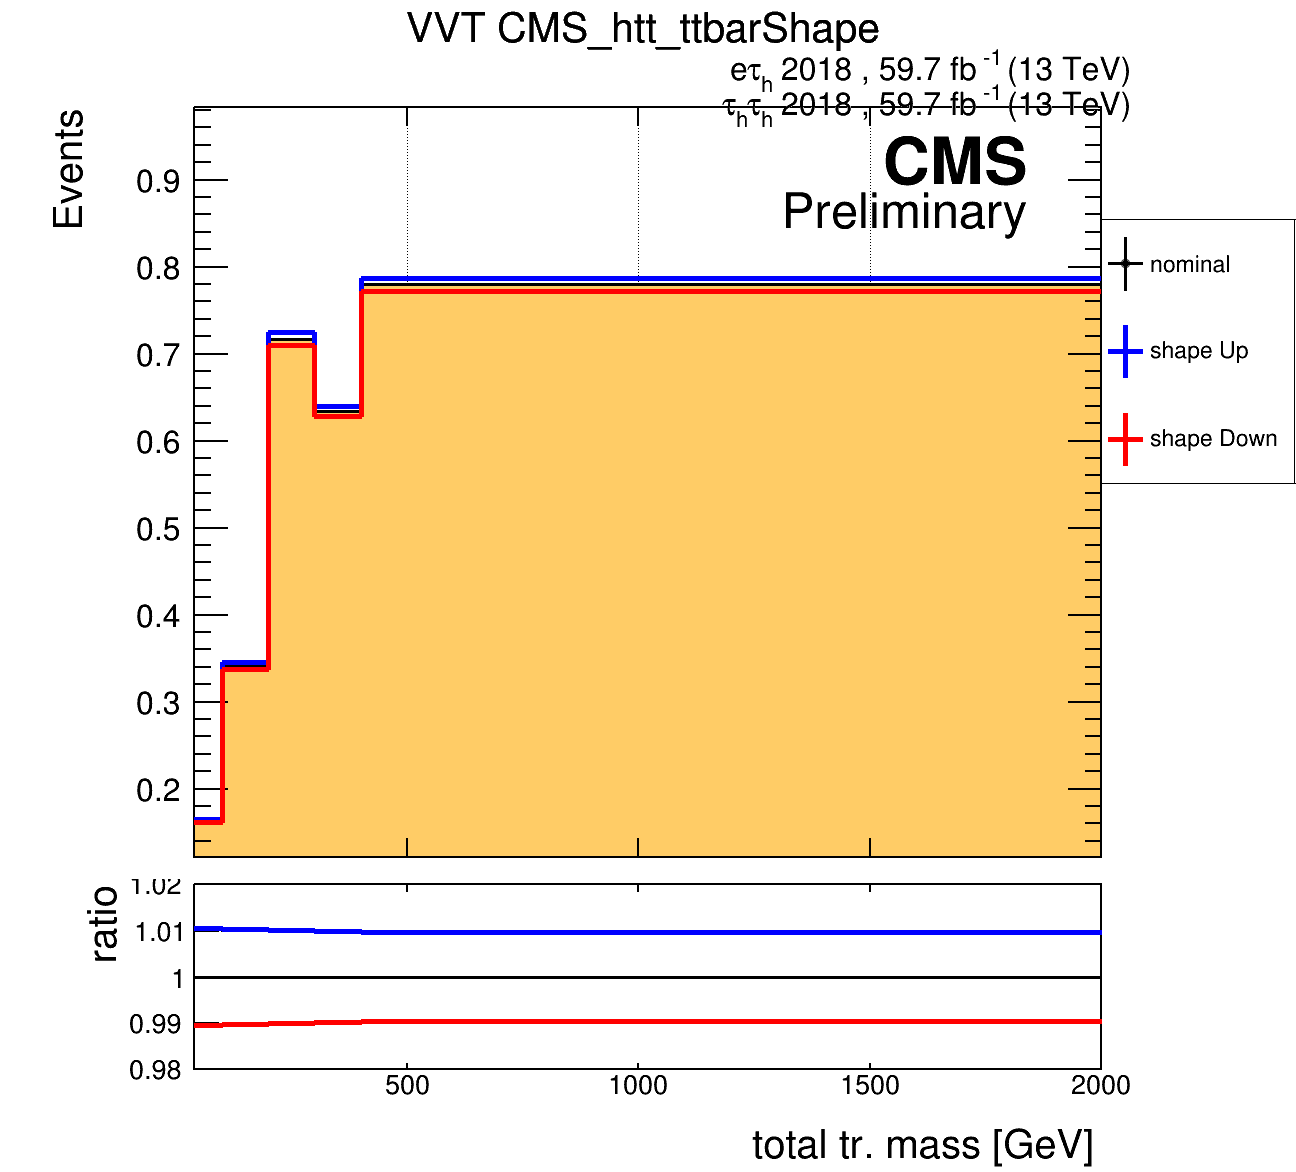 VVT CMS_htt_ttbarShape
eτh 2018 , 59.7 fb-1 (13 TeV)
τhτh 2018 , 59.7 fb-1 (13 TeV)
CMS
Preliminary
Events
0.9
0.8
0.7
0.6
0.5
0.4
0.3
0.2
nominal
shape Up
shape Down
ratio
1.02
1.01
1
0.99
0.98
500 1000 1500 2000
total tr. mass [GeV]